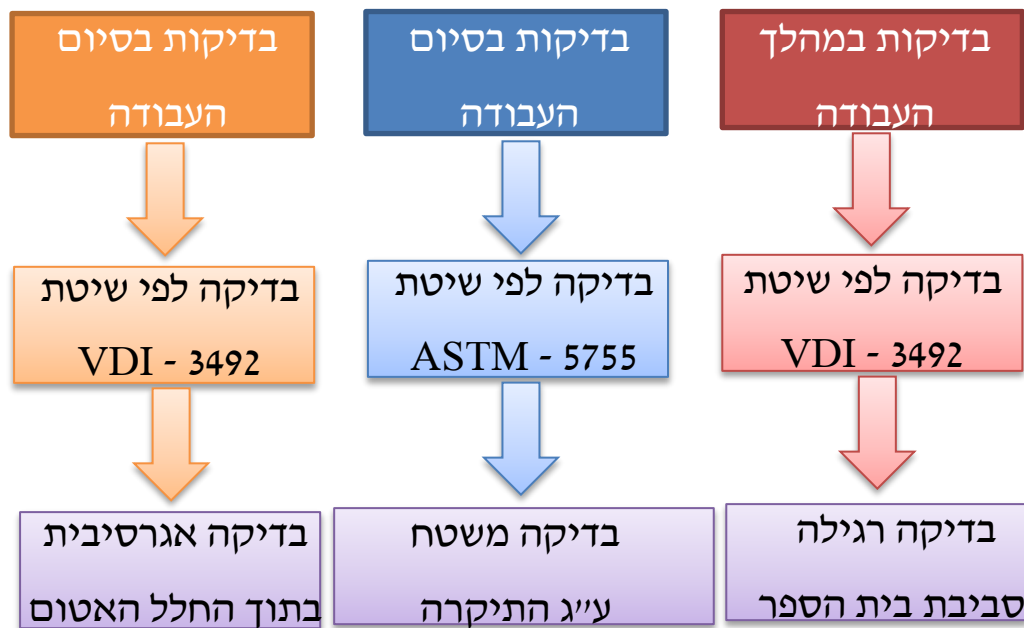 בדיקות במהלך
העבודה
בדיקה לפי שיטת
VDI - 3492
בדיקה רגילה
סביבת בית הספר
בדיקות בסיום
העבודה
בדיקה לפי שיטת
ASTM - 5755
בדיקה משטח
ע״ג התיקרה
בדיקות בסיום
העבודה
בדיקה לפי שיטת
VDI - 3492
בדיקה אגרסיבית
בתוך החלל האטום